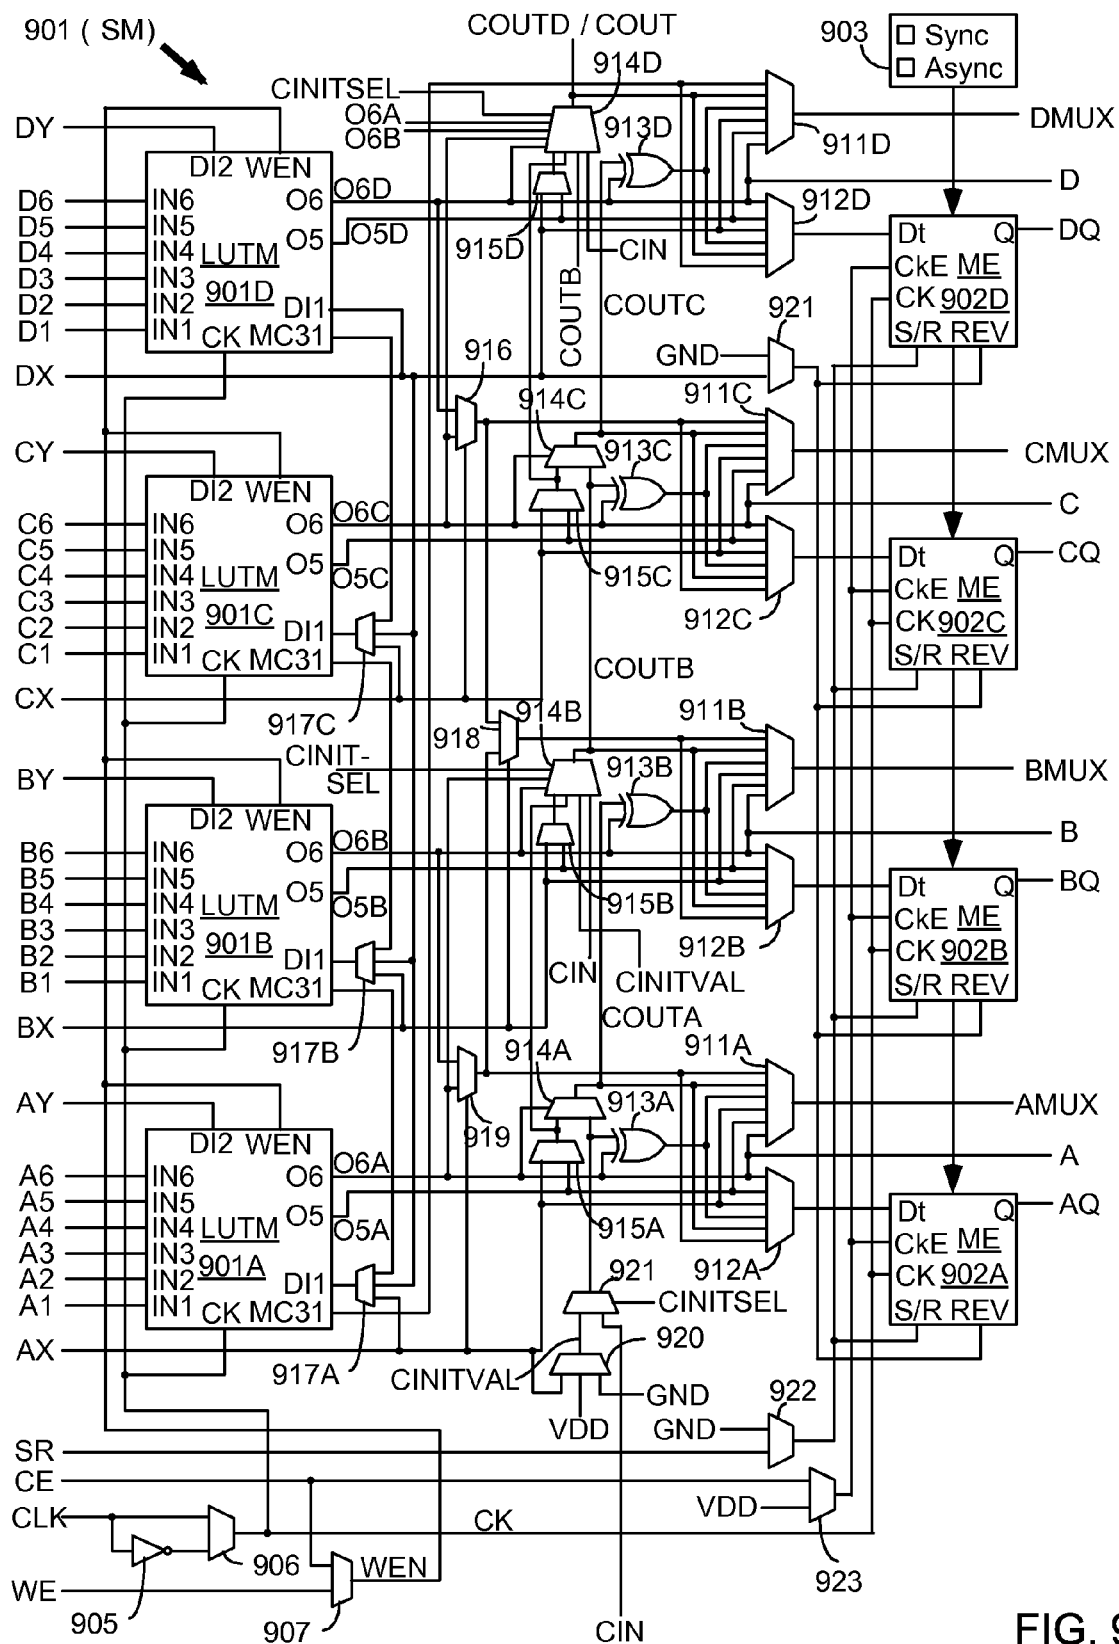 901 ( SM)
COUTD / COUT
903
Sync
Async
914D
CINITSEL
O6A
O6B
913D
DMUX
911D
DY
DI2 WEN
D6 IN6 O6 O6D
D5 IN5
D4 IN4 LUTM O5 O5D
D3 IN3
D2 IN2 901D DI1
D1 IN1
CK MC31
915D
CIN
COUTB
COUTC
912D
D
Dt Q DQ
CkE ME
CK 902D
S/R REV
921
GND
DX
916
914C
911C
913C
CMUX
CY
DI2 WEN
C6 IN6 O6 O6C
C5 IN5
C4 IN4 LUTM O5 O5C
C3 IN3
C2 IN2 901C DI1
C1 IN1
CK MC31
915C
912C
C
Dt Q CQ
CkE ME
CK 902C
S/R REV
COUTB
CX
917C
918
914B
911B
CINIT-
SEL
913B
BMUX
BY
DI2 WEN
B6 IN6 O6 O6B
B5 IN5
B4 IN4 LUTM O5 O5B
B3 IN3
B2 IN2 901B DI1
B1 IN1
CK MC31
915B
912B
B
Dt Q BQ
CkE ME
CK 902B
S/R REV
CIN
CINITVAL
COUTA
BX
917B
914A
911A
913A
AMUX
919
AY
DI2 WEN
A6 IN6 O6 O6A
A5 IN5
A4 IN4 LUTM O5 O5A
A3 IN3
A2 IN2 901A DI1
A1 IN1
CK MC31
915A
912A
A
Dt Q AQ
CkE ME
CK 902A
S/R REV
921
CINITSEL
AX
917A
920
CINITVAL
GND
VDD
922
GND
SR
CE
VDD
CLK
CK
906
WEN
923
WE
905
907
CIN
FIG. 9